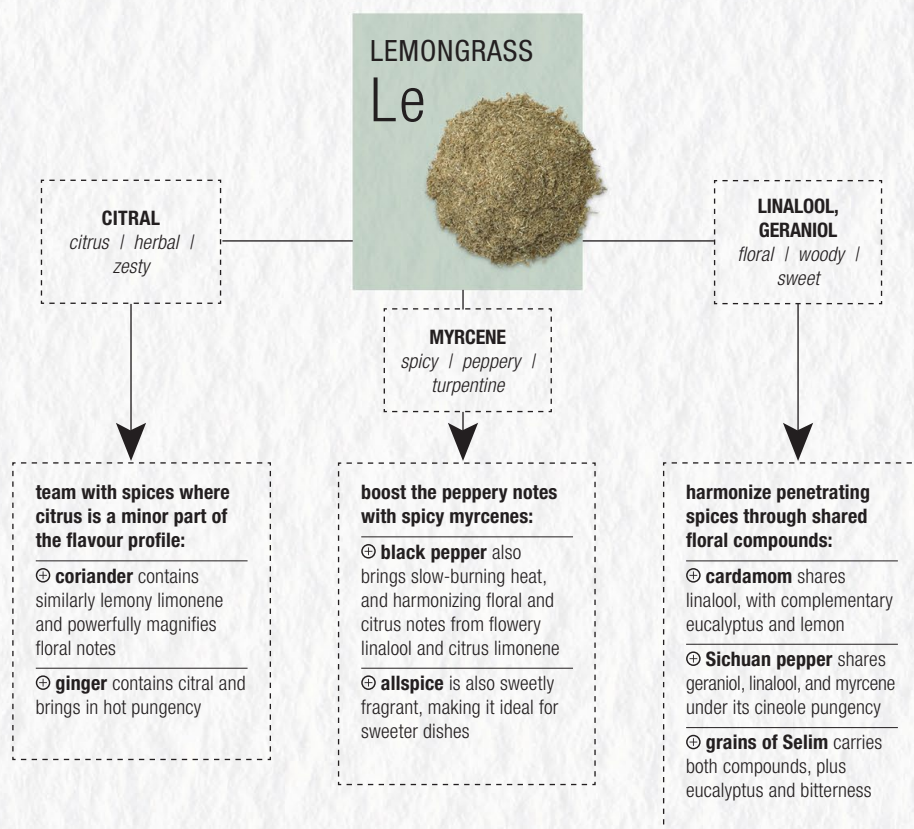 LEMONGRASS
Le
CITRAL
citrus | herbal |
zesty
MYRCENE
spicy | peppery |
turpentine
LINALOOL,
GERANIOL
floral | woody |
sweet
team with spices where
citrus is a minor part of
the flavour profile:
⊕ coriander contains
similarly lemony limonene
and powerfully magnifies
floral notes
⊕ ginger contains citral and
brings in hot pungency
boost the peppery notes
with spicy myrcenes:
⊕ black pepper also
brings slow-burning heat,
and harmonizing floral and
citrus notes from flowery
linalool and citrus limonene
⊕ allspice is also sweetly
fragrant, making it ideal for
sweeter dishes
harmonize penetrating
spices through shared
floral compounds:
⊕ cardamom shares
linalool, with complementary
eucalyptus and lemon
⊕ Sichuan pepper shares
geraniol, linalool, and myrcene
under its cineole pungency
⊕ grains of Selim carries
both compounds, plus
eucalyptus and bitterness